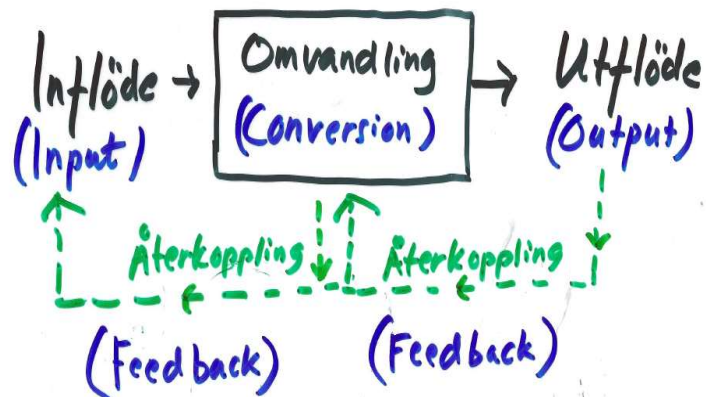 Inflöde → Omvandling → Utflöde
(Input) (Conversion) (Output)
Återkoppling Återkoppling
(Feedback) (Feedback)